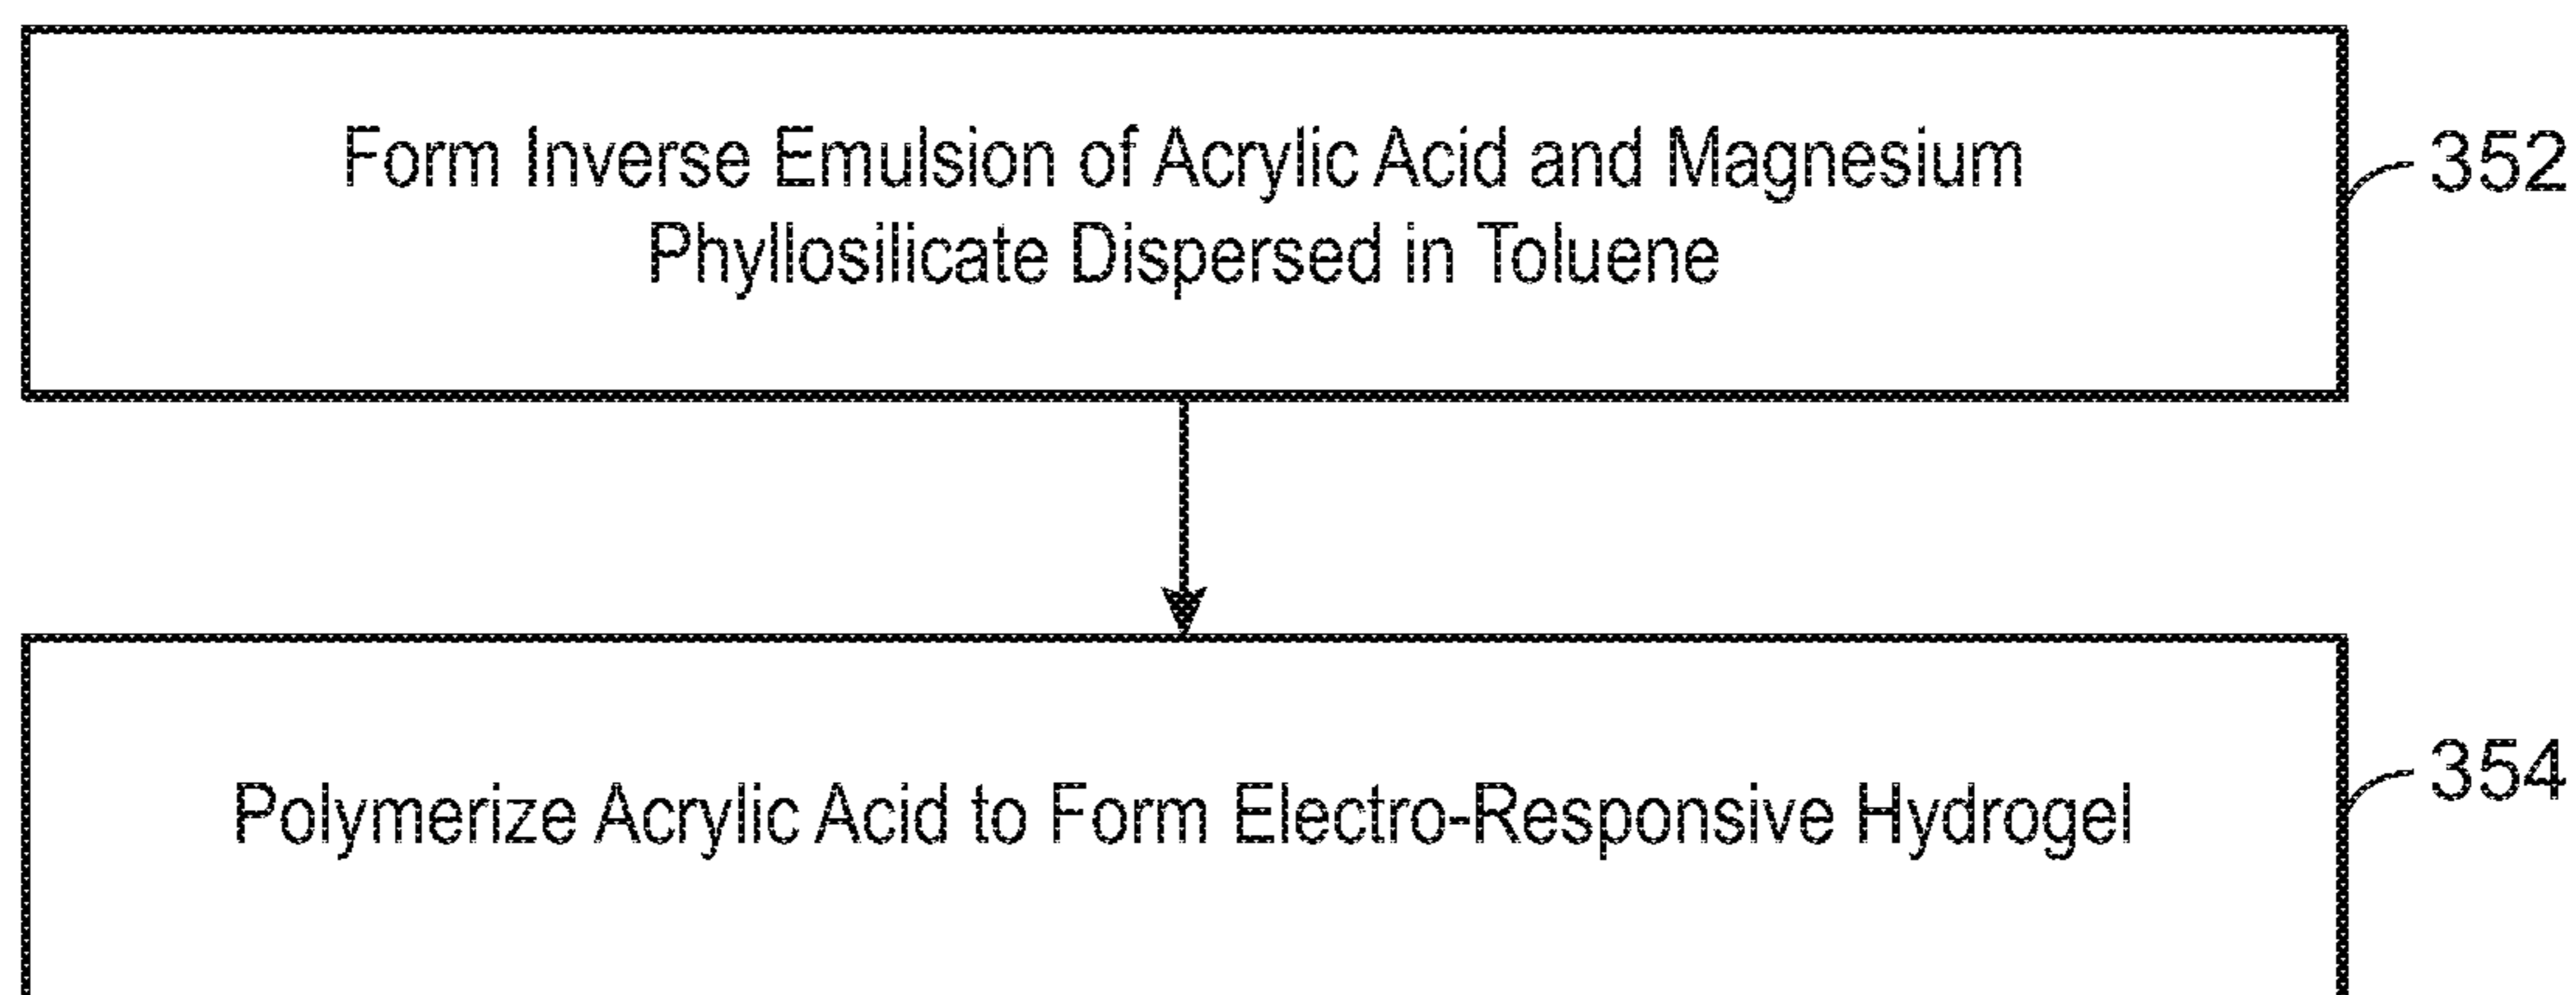 Form Inverse Emulsion of Acrylic Acid and Magnesium
Phyllosilicate Dispersed in Toluene
352
Polymerize Acrylic Acid to Form Electro-Responsive Hydrogel
354